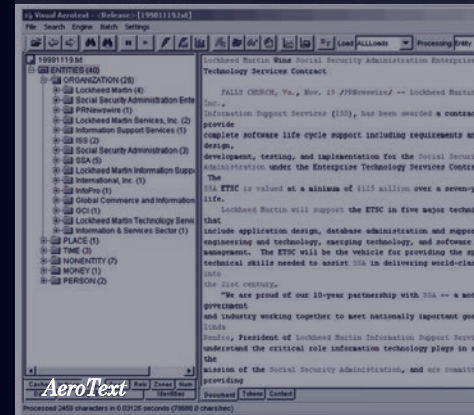 Visual Aerotext - <Release> [19981119.txt]
File Search Engine Batch Settings
Load ALLLoads Processing Entity
19981119.txt
ENTITIES (40)
ORGANIZATION (26)
Lockheed Martin (4)
Social Security Administration Ente
PRNewswire (1)
Lockheed Martin Services, Inc. (2)
Information Support Services (1)
ISS (2)
Social Security Administration (3)
SSA (5)
Lockheed Martin Information Suppo
International, Inc. (1)
InfoPro (1)
Global Commerce and Information
GCI (1)
Lockheed Martin Technology Servic
Information & Services Sector (1)
PLACE (1)
TIME (3)
NONENTITY (7)
MONEY (1)
PERSON (2)
Rels Zones Num
Identities
AeroText
Lockheed Martin Wins Social Security Administration Enterprise
Technology Services Contract
FALLS CHURCH, Va., Nov. 19 /PRNewswire/ -- Lockheed Martin
Inc.,
Information Support Services (ISS), has been awarded a contract
provide
complete software life cycle support including requirements an
design,
development, testing, and implementation for the Social Securi
Administration under the Enterprise Technology Services Contra
The
SSA ETSC is valued at a minimum of $115 million over a seven-y
life.
Lockheed Martin will support the ETSC in five major techni
that
include application design, database administration and suppor
engineering and technology, emerging technology, and software
management. The ETSC will be the vehicle for providing the sp
technical skills needed to assist SSA in delivering world-clas
into
the 21st century.
"We are proud of our 10-year partnership with SSA -- a mod
government
and industry working together to meet nationally important goa
Linda
Renfro, President of Lockheed Martin Information Support Servi
understand the critical role information technology plays in s
the
mission of the Social Security Administration, and are committ
providing
Document Tokens Context
Processed 2459 characters in 0.03125 seconds (78688.0 chars/sec)